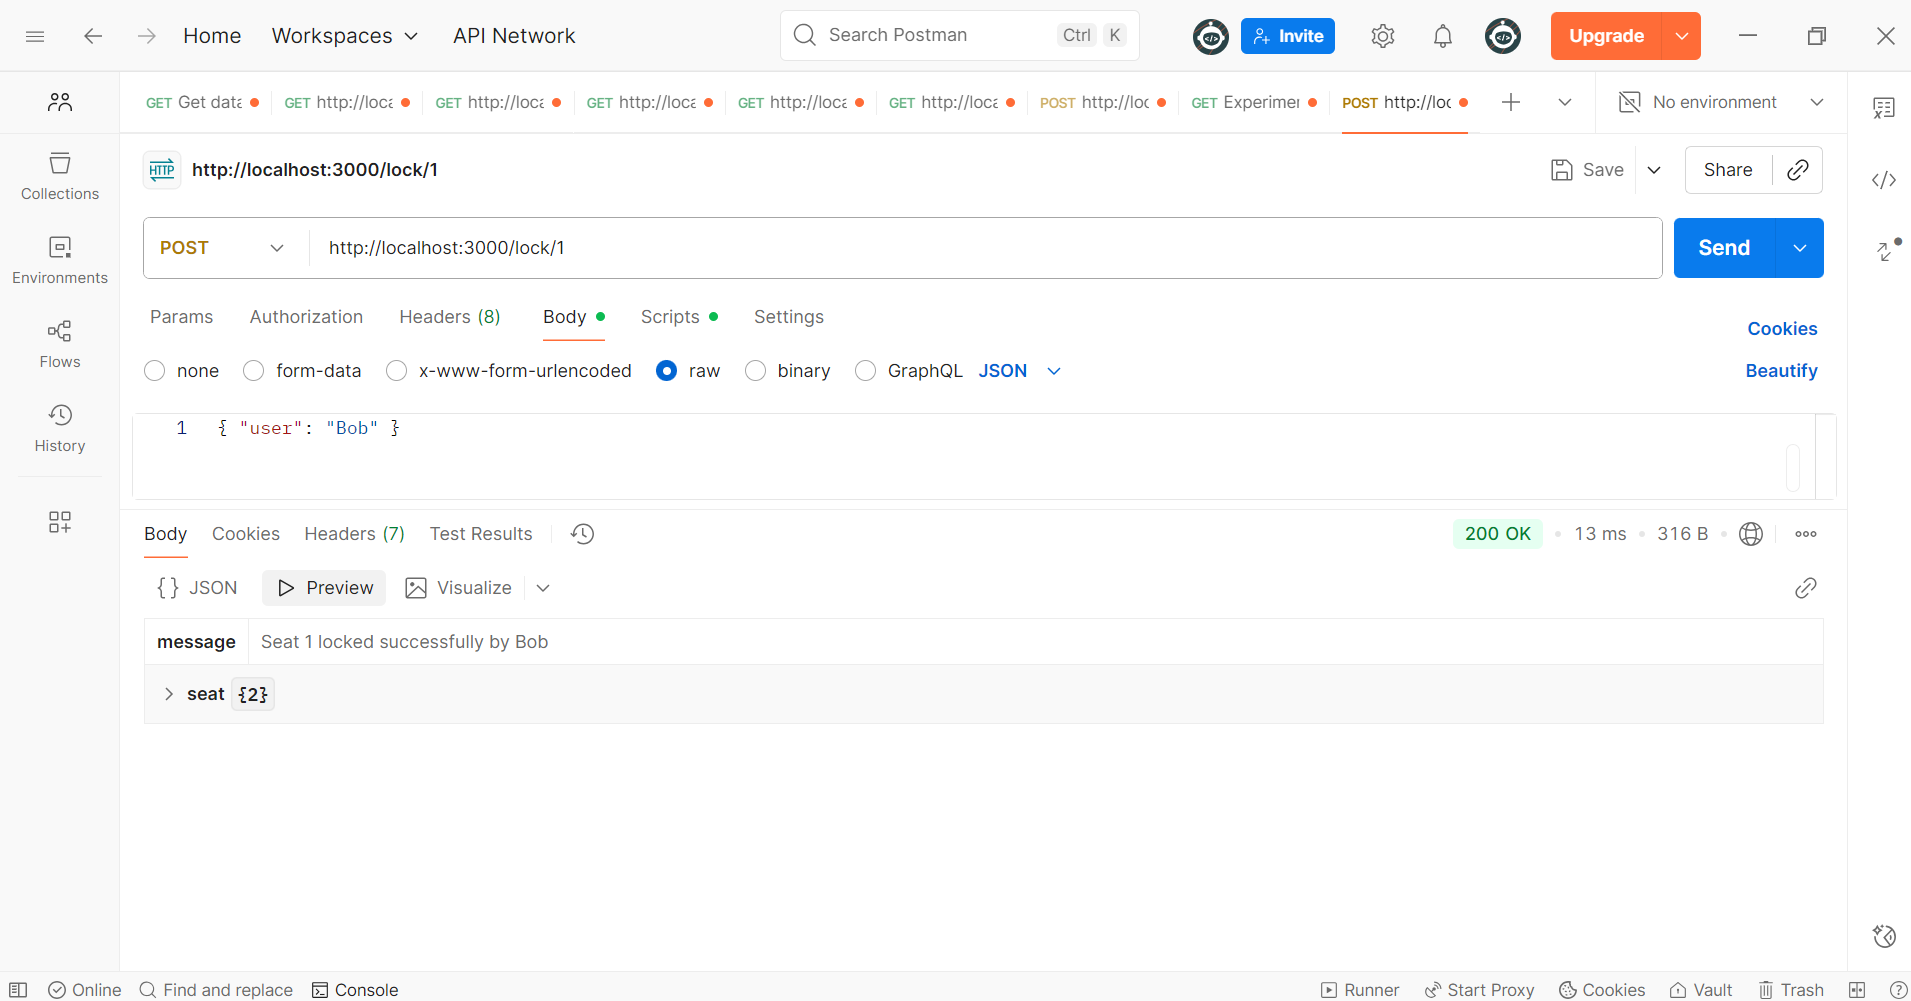 Home Workspaces API Network Search Postman Ctrl K Invite Upgrade
GET Get data GET http://loca GET http://loca GET http://loca GET http://loca GET http://loca POST http://loc GET Experimen POST http://loc No environment
HTTP http://localhost:3000/lock/1 Save Share
Collections
POST http://localhost:3000/lock/1 Send
Environments
Params Authorization Headers (8) Body Scripts Settings Cookies
Flows
none form-data x-www-form-urlencoded raw binary GraphQL JSON Beautify
History
1 { "user": "Bob" }
Body Cookies Headers (7) Test Results 200 OK 13 ms 316 B
{} JSON Preview Visualize
message Seat 1 locked successfully by Bob
seat {2}
Online Find and replace Console Runner Start Proxy Cookies Vault Trash